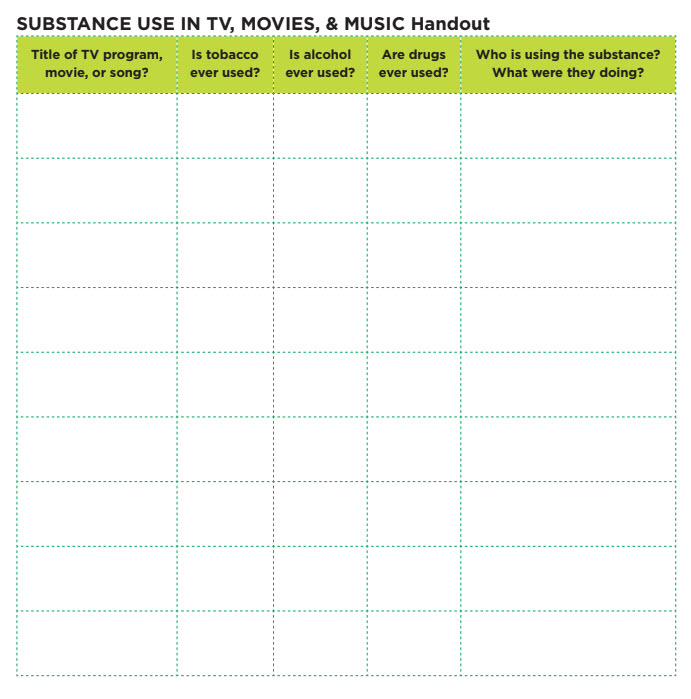 SUBSTANCE USE IN TV, MOVIES, & MUSIC Handout
Title of TV program,
movie, or song?
Is tobacco
ever used?
Is alcohol
ever used?
Are drugs
ever used?
Who is using the substance?
What were they doing?